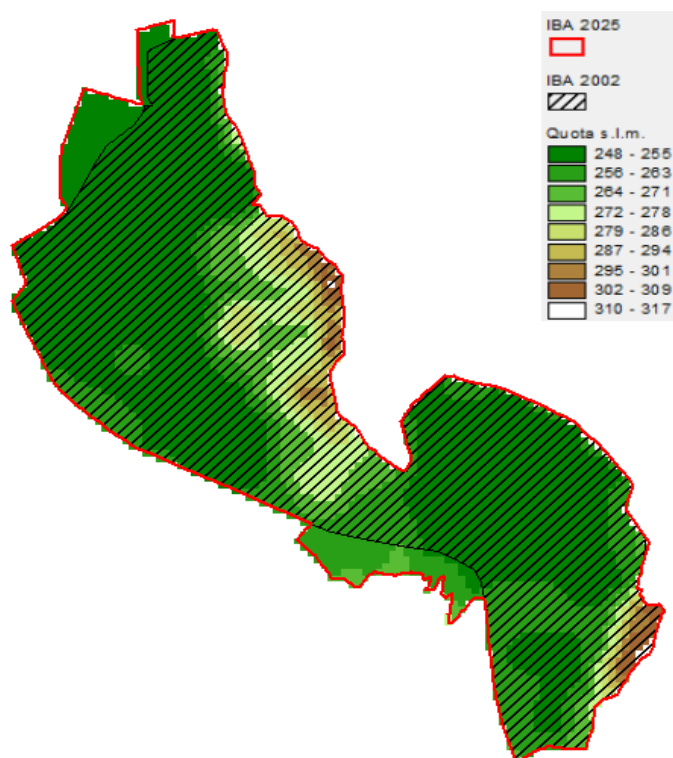 IBA 2025
IBA 2002
Quota s.l.m.
248 - 255
256 - 263
264 - 271
272 - 278
279 - 286
287 - 294
295 - 301
302 - 309
310 - 317